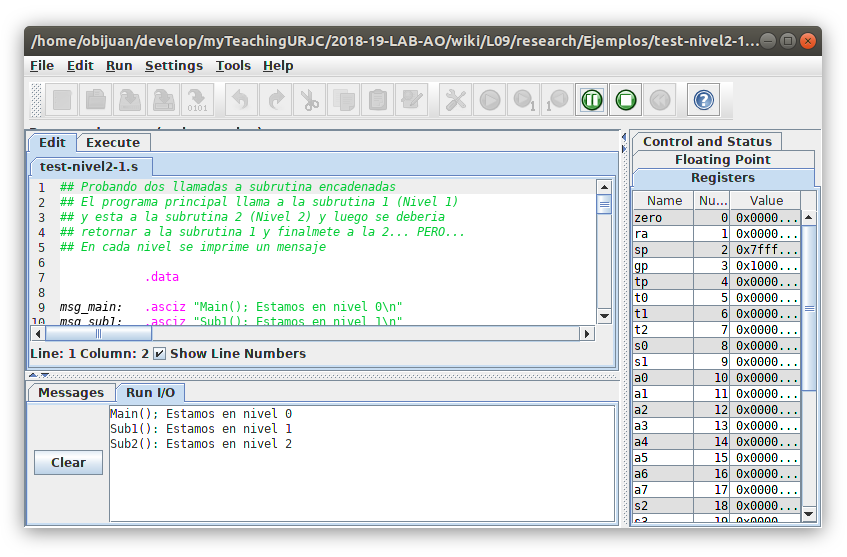 /home/obijuan/develop/myTeachingURJC/2018-19-LAB-AO/wiki/L09/research/Ejemplos/test-nivel2-1...
File Edit Run Settings Tools Help
Edit Execute
test-nivel2-1.s
1 ## Probando dos llamadas a subrutina encadenadas
2 ## El programa principal llama a la subrutina 1 (Nivel 1)
3 ## y esta a la subrutina 2 (Nivel 2) y luego se deberia
4 ## retornar a la subrutina 1 y finalmete a la 2... PERO...
5 ## En cada nivel se imprime un mensaje
6
7 .data
8
9 msg_main: .asciz "Main(); Estamos en nivel 0\n"
10 msg_sub1: .asciz "Sub1(): Estamos en nivel 1\n"
Line: 1 Column: 2 Show Line Numbers
Messages Run I/O
Clear
Main(); Estamos en nivel 0
Sub1(): Estamos en nivel 1
Sub2(): Estamos en nivel 2
Control and Status
Floating Point
Registers
Name Nu... Value
zero 0 0x0000...
ra 1 0x0000...
sp 2 0x7fff...
gp 3 0x1000...
tp 4 0x0000...
t0 5 0x0000...
t1 6 0x0000...
t2 7 0x0000...
s0 8 0x0000...
s1 9 0x0000...
a0 10 0x0000...
a1 11 0x0000...
a2 12 0x0000...
a3 13 0x0000...
a4 14 0x0000...
a5 15 0x0000...
a6 16 0x0000...
a7 17 0x0000...
s2 18 0x0000...
s3 19 0x0000...